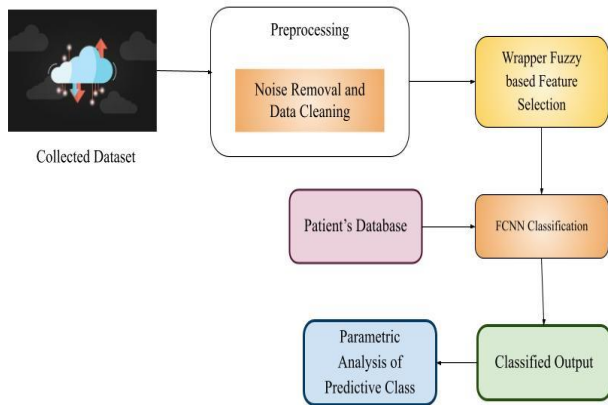 Preprocessing
Noise Removal and
Data Cleaning
Collected Dataset
Wrapper Fuzzy
based Feature
Selection
Patient's Database
FCNN Classification
Parametric
Analysis of
Predictive Class
Classified Output